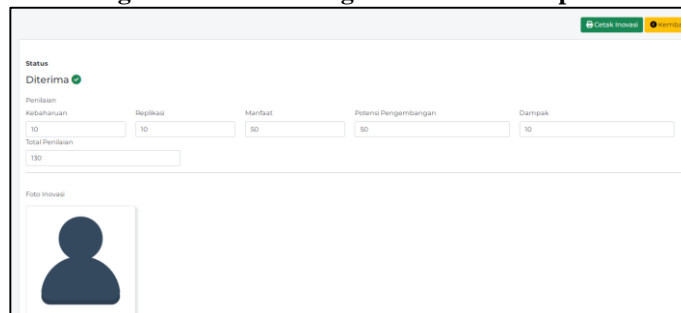 Cetak Inovasi
Status
Diterima
Penilaian
Kebaharuan Replikasi Manfaat Potensi Pengembangan Dampak
10 10 50 50 10
Total Penilaian
130
Foto Inovasi